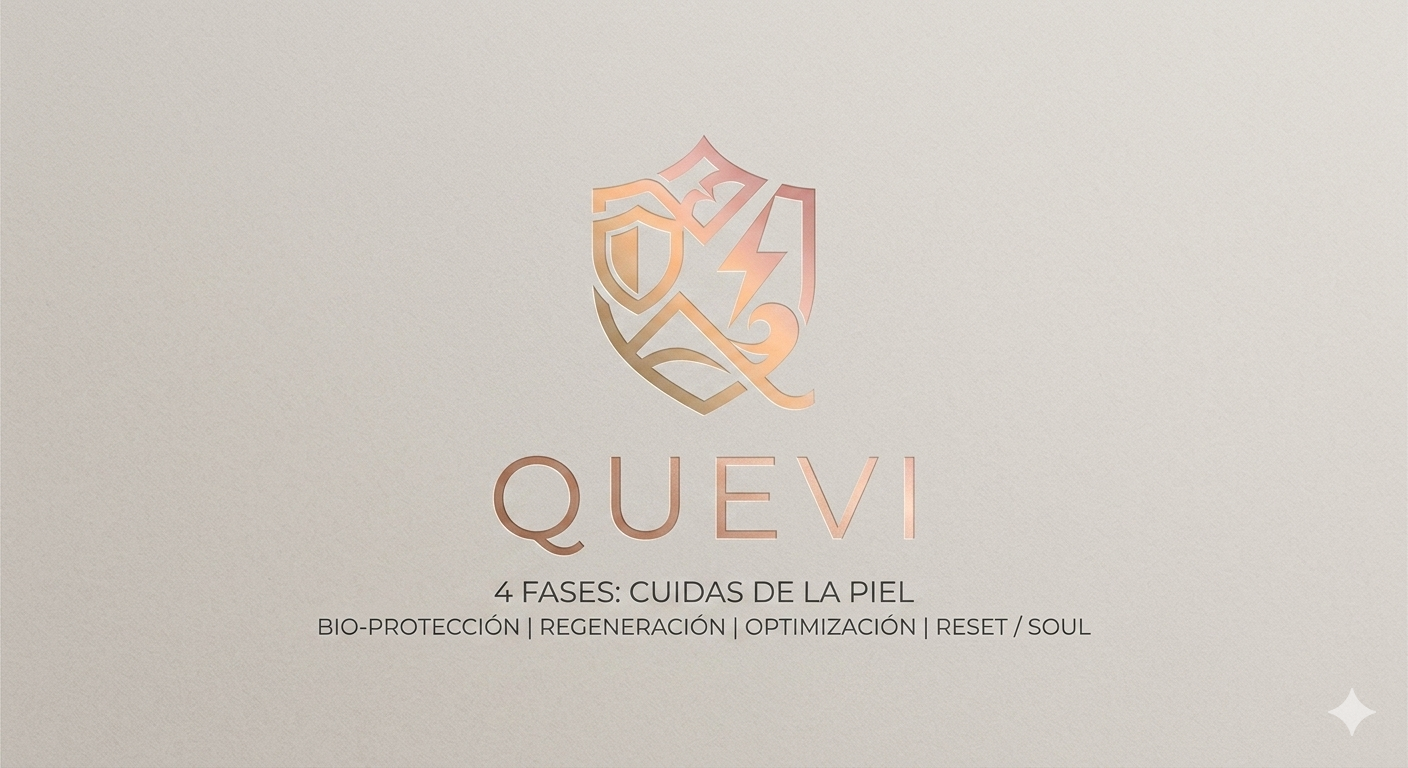 QUEVI
4 FASES: CUIDAS DE LA PIEL
BIO-PROTECCIÓN | REGENERACIÓN | OPTIMIZACIÓN | RESET / SOUL